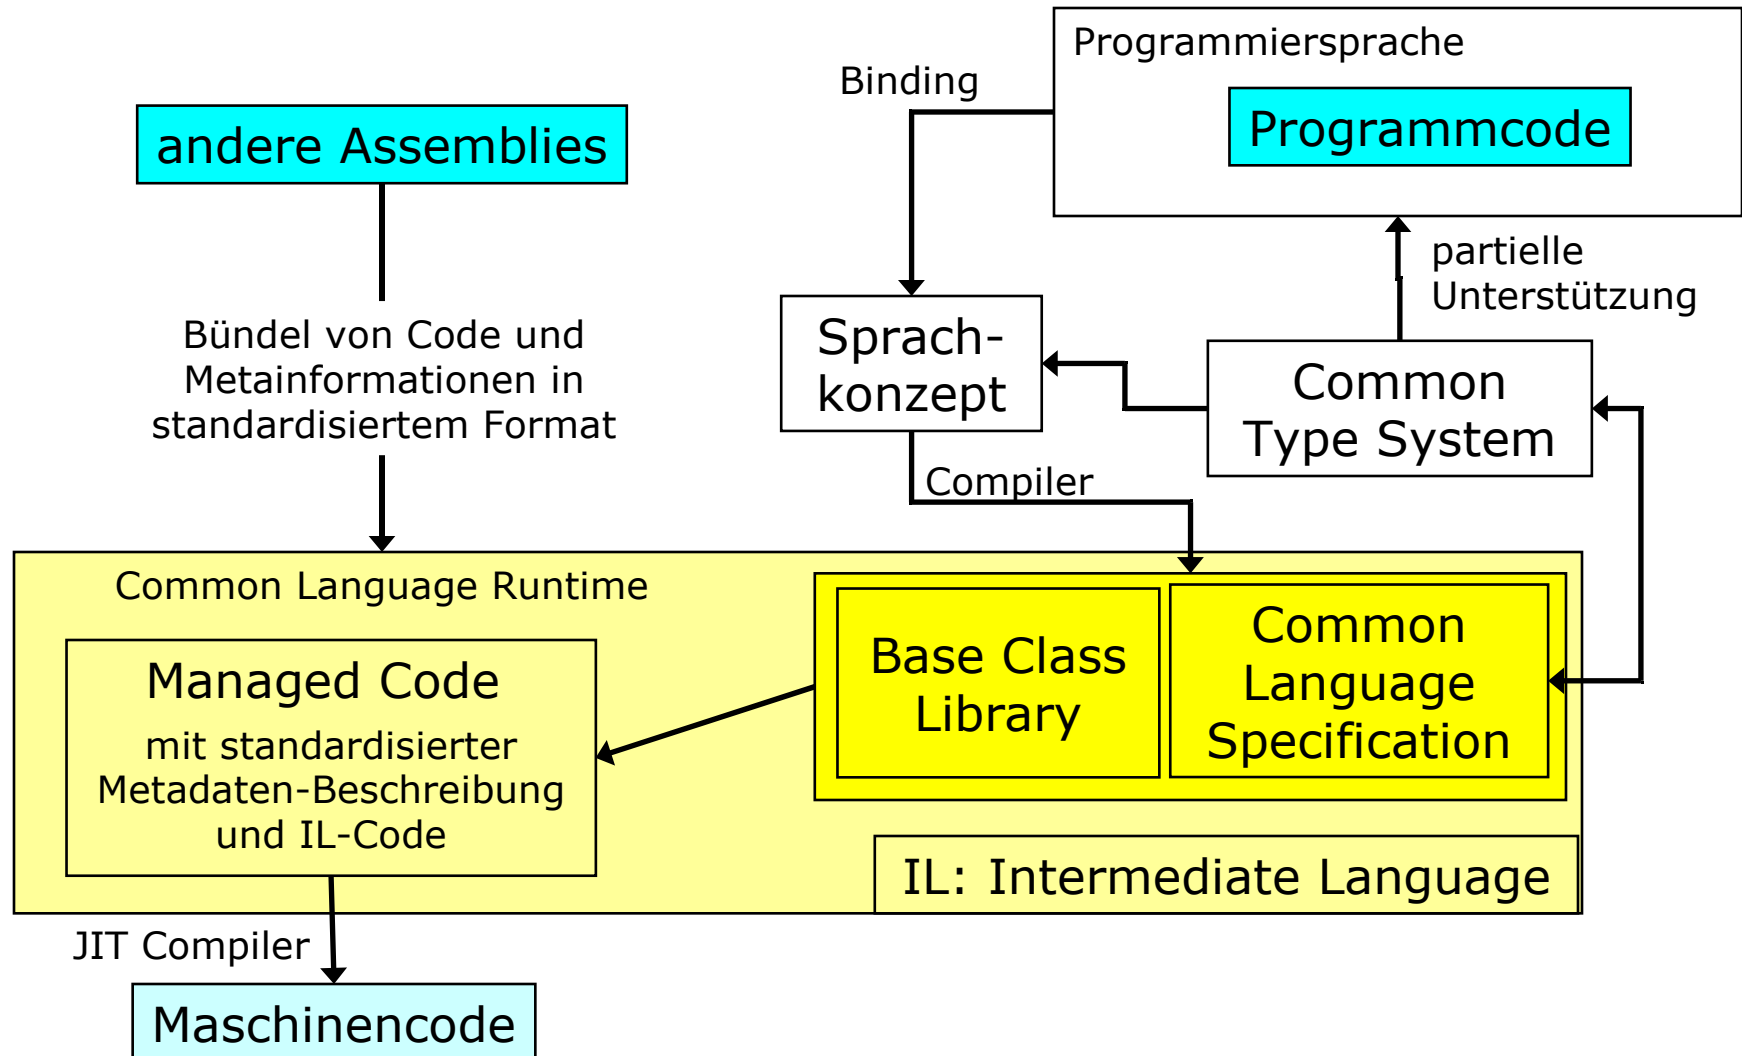 Programmiersprache
Binding
Programmcode
andere Assemblies
partielle
Unterstützung
Bündel von Code und
Metainformationen in
standardisiertem Format
Sprach-
konzept
Common
Type System
Compiler
Common Language Runtime
Base Class
Library
Common
Language
Specification
Managed Code
mit standardisierter
Metadaten-Beschreibung
und IL-Code
IL: Intermediate Language
JIT Compiler
Maschinencode